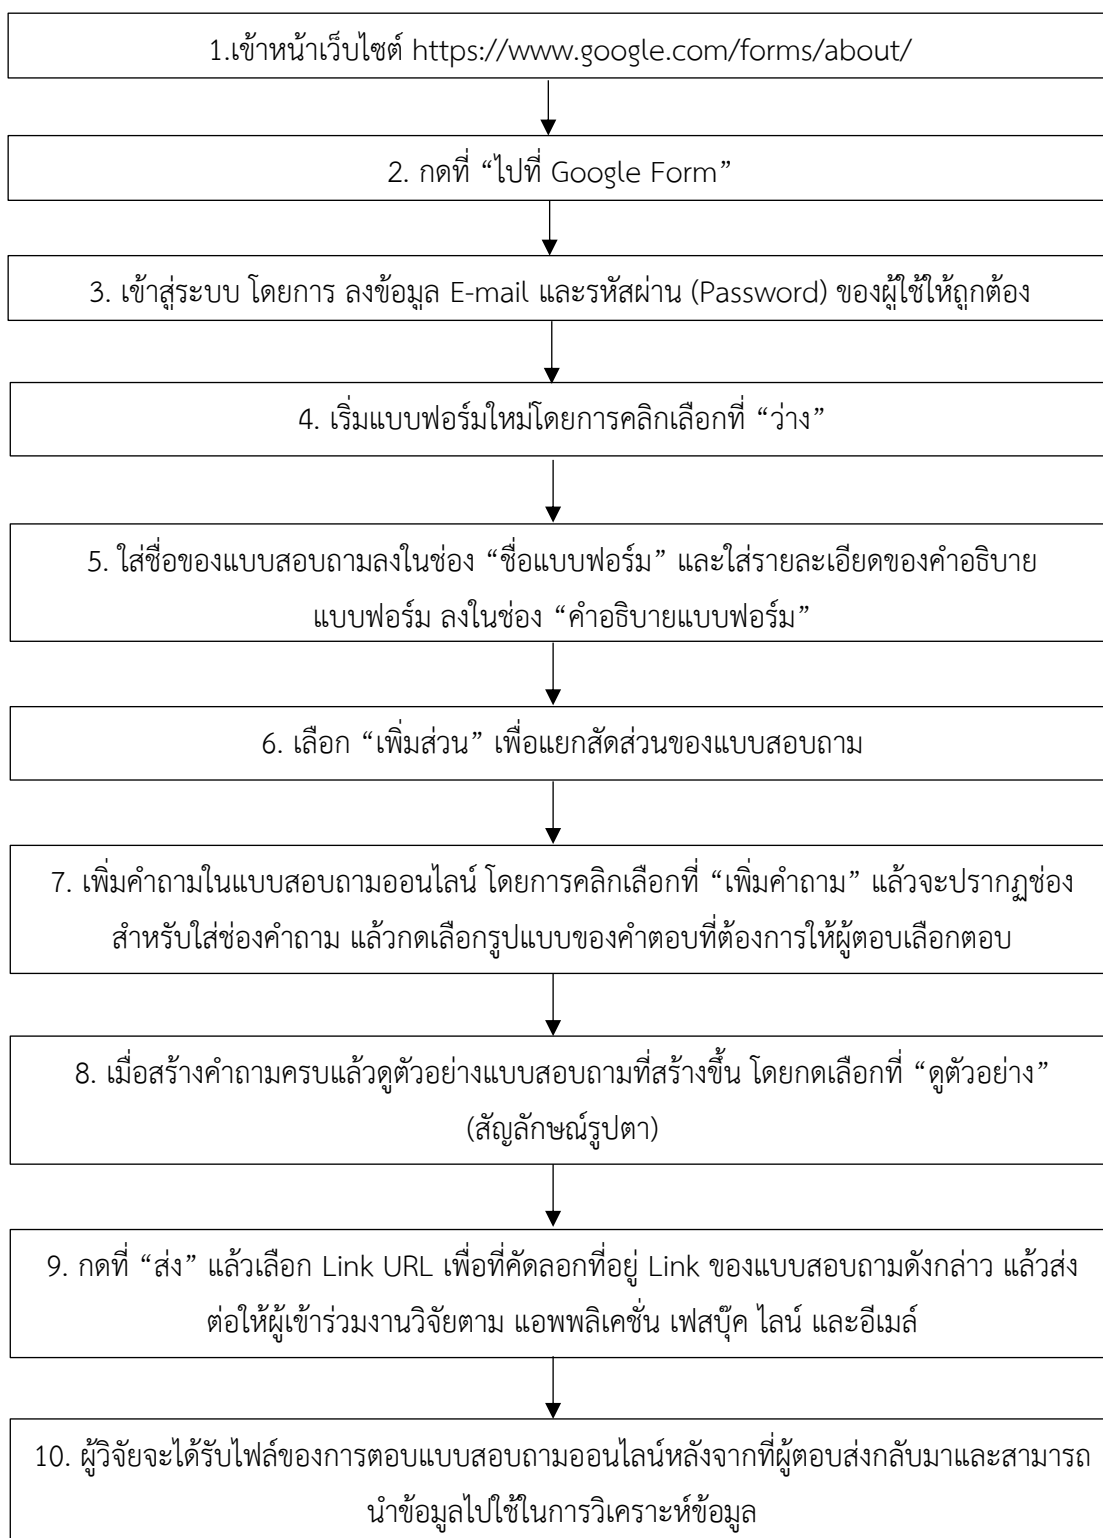 1.เข้าหน้าเว็บไซต์ https://www.google.com/forms/about/
2. กดที่ “ไปที่ Google Form”
3. เข้าสู่ระบบ โดยการ ลงข้อมูล E-mail และรหัสผ่าน (Password) ของผู้ใช้ให้ถูกต้อง
4. เริ่มแบบฟอร์มใหม่โดยการคลิกเลือกที่ “ว่าง”
5. ใส่ชื่อของแบบสอบถามลงในช่อง “ชื่อแบบฟอร์ม” และใส่รายละเอียดของคำอธิบาย
แบบฟอร์ม ลงในช่อง “คำอธิบายแบบฟอร์ม”
6. เลือก “เพิ่มส่วน” เพื่อแยกสัดส่วนของแบบสอบถาม
7. เพิ่มคำถามในแบบสอบถามออนไลน์ โดยการคลิกเลือกที่ “เพิ่มคำถาม” แล้วจะปรากฏช่อง
สำหรับใส่ช่องคำถาม แล้วกดเลือกรูปแบบของคำตอบที่ต้องการให้ผู้ตอบเลือกตอบ
8. เมื่อสร้างคำถามครบแล้วดูตัวอย่างแบบสอบถามที่สร้างขึ้น โดยกดเลือกที่ “ดูตัวอย่าง”
(สัญลักษณ์รูปตา)
9. กดที่ “ส่ง” แล้วเลือก Link URL เพื่อที่คัดลอกที่อยู่ Link ของแบบสอบถามดังกล่าว แล้วส่ง
ต่อให้ผู้เข้าร่วมงานวิจัยตาม แอพพลิเคชั่น เฟสบุ๊ค ไลน์ และอีเมล์
10. ผู้วิจัยจะได้รับไฟล์ของการตอบแบบสอบถามออนไลน์หลังจากที่ผู้ตอบส่งกลับมาและสามารถ
นำข้อมูลไปใช้ในการวิเคราะห์ข้อมูล